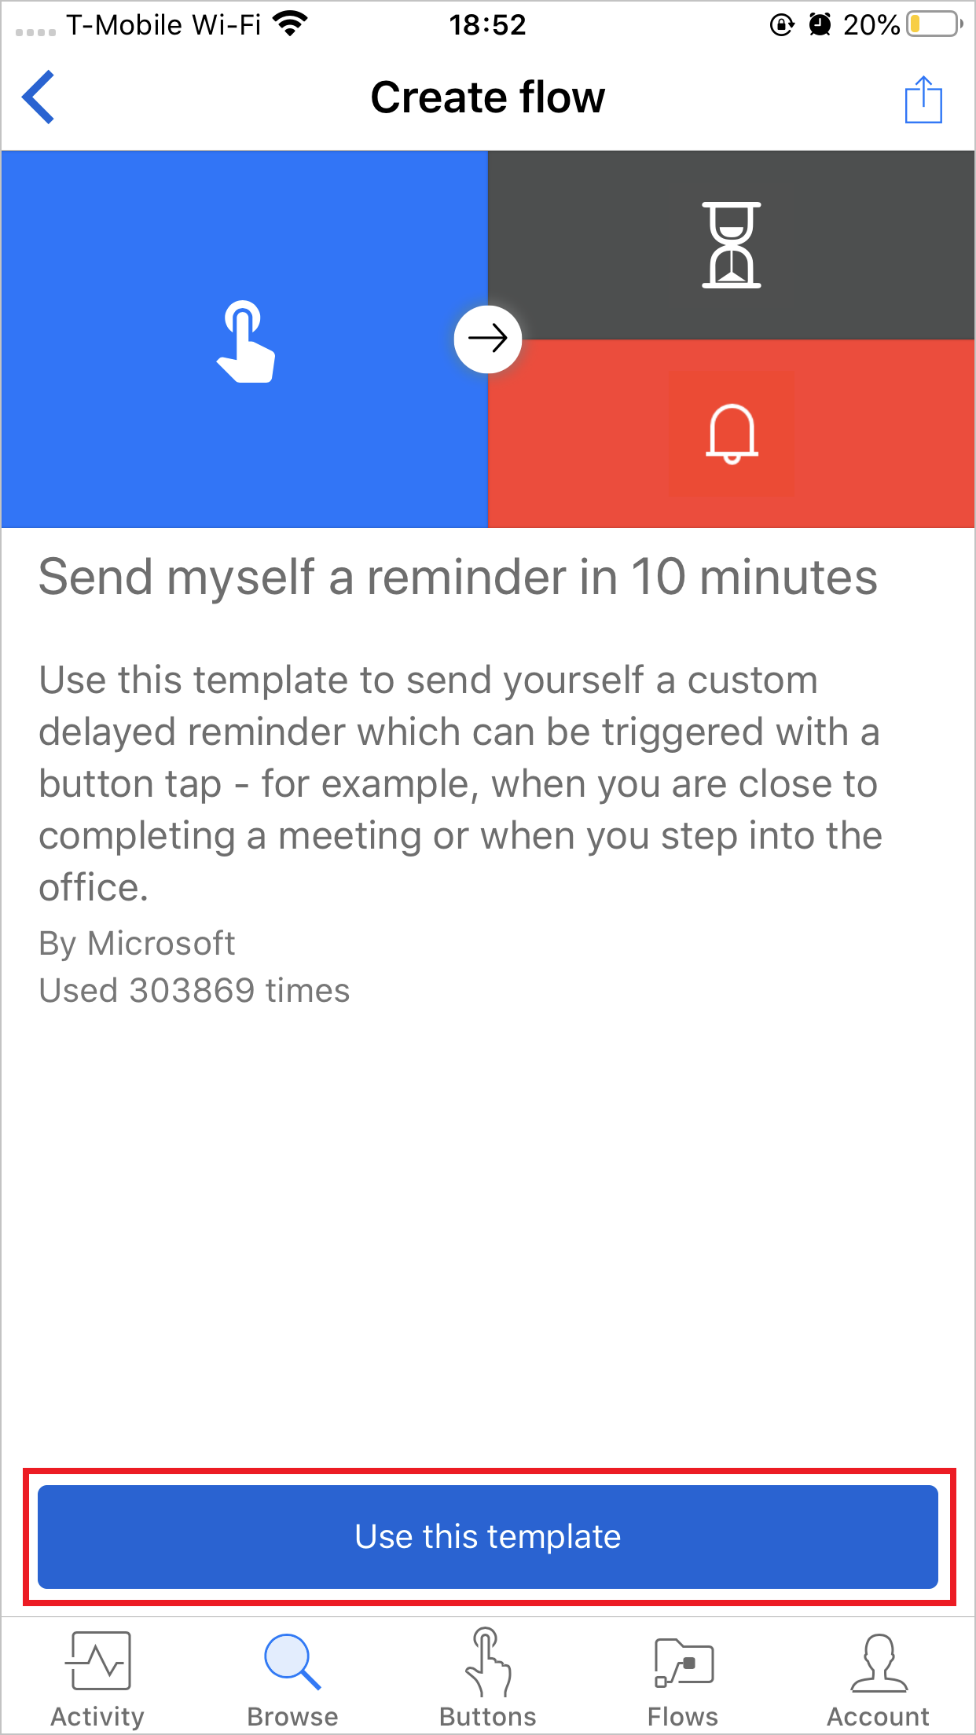 T-Mobile Wi-Fi 18:52 20%
Create flow
Send myself a reminder in 10 minutes
Use this template to send yourself a custom
delayed reminder which can be triggered with a
button tap - for example, when you are close to
completing a meeting or when you step into the
office.
By Microsoft
Used 303869 times
Use this template
Activity Browse Buttons Flows Account